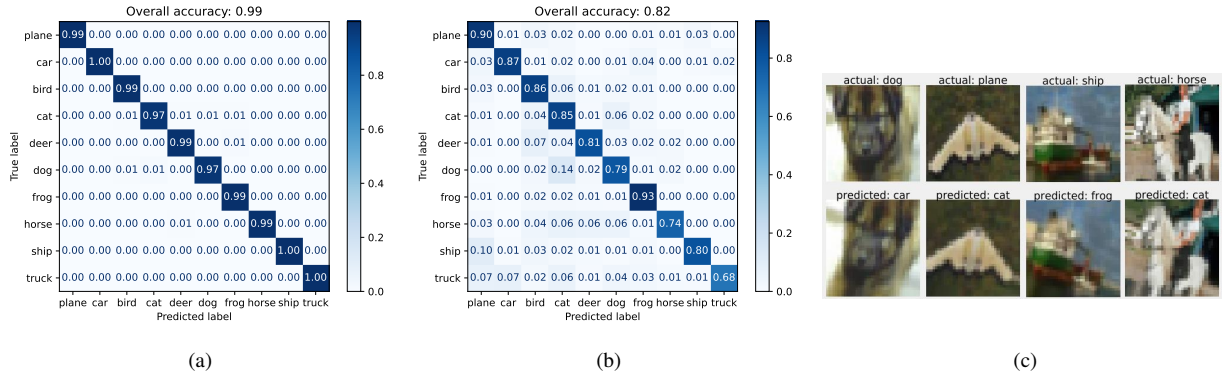 Overall accuracy: 0.99
True label
plane 0.99 0.00 0.00 0.00 0.00 0.00 0.00 0.00 0.00 0.00
car 0.00 1.00 0.00 0.00 0.00 0.00 0.00 0.00 0.00 0.00
bird 0.00 0.00 0.99 0.00 0.00 0.00 0.00 0.00 0.00 0.00
cat 0.00 0.00 0.01 0.97 0.00 0.01 0.01 0.00 0.00 0.00
deer 0.00 0.00 0.00 0.00 0.99 0.00 0.00 0.00 0.00 0.00
dog 0.00 0.00 0.00 0.02 0.00 0.97 0.00 0.00 0.00 0.00
frog 0.00 0.00 0.00 0.00 0.00 0.00 0.99 0.00 0.00 0.00
horse 0.00 0.00 0.00 0.00 0.01 0.00 0.00 0.99 0.00 0.00
ship 0.00 0.00 0.00 0.00 0.00 0.00 0.00 0.00 1.00 0.00
truck 0.00 0.00 0.00 0.00 0.00 0.00 0.00 0.00 0.00 1.00
plane car bird cat deer dog frog horse ship truck
Predicted label
0.8
0.6
0.4
0.2
0.0
(a)
Overall accuracy: 0.82
True label
plane 0.90 0.01 0.03 0.02 0.00 0.00 0.01 0.01 0.03 0.00
car 0.03 0.87 0.01 0.01 0.00 0.01 0.04 0.00 0.01 0.02
bird 0.03 0.00 0.86 0.06 0.01 0.02 0.02 0.00 0.00 0.00
cat 0.01 0.00 0.04 0.85 0.01 0.06 0.02 0.00 0.00 0.00
deer 0.01 0.00 0.07 0.04 0.81 0.02 0.03 0.01 0.00 0.00
dog 0.00 0.00 0.02 0.14 0.02 0.79 0.02 0.01 0.00 0.00
frog 0.01 0.00 0.02 0.02 0.01 0.01 0.93 0.00 0.00 0.00
horse 0.03 0.00 0.04 0.06 0.06 0.06 0.01 0.74 0.00 0.00
ship 0.10 0.01 0.03 0.02 0.00 0.01 0.02 0.00 0.80 0.00
truck 0.07 0.07 0.02 0.06 0.01 0.04 0.03 0.01 0.01 0.68
plane car bird cat deer dog frog horse ship truck
Predicted label
0.8
0.6
0.4
0.2
0.0
(b)
actual: dog actual: plane actual: ship actual: horse
predicted: car predicted: cat predicted: frog predicted: cat
(c)